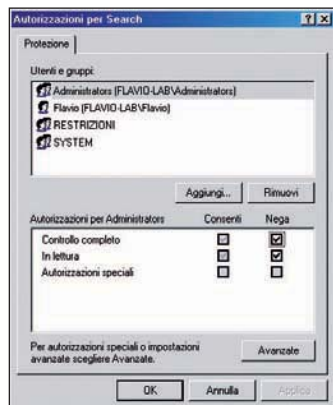 Autorizzazioni per Search
Protezione
Utenti e gruppi:
Administrators (FLAVIO-LAB\Administrators)
Flavio (FLAVIO-LAB\Flavio)
RESTRIZIONI
SYSTEM
Aggiungi... Rimuovi
Autorizzazioni per Administrators Consenti Nega
Controllo completo
In lettura
Autorizzazioni speciali
Per autorizzazioni speciali o impostazioni
avanzate scegliere Avanzate.
Avanzate
OK Annulla Applica